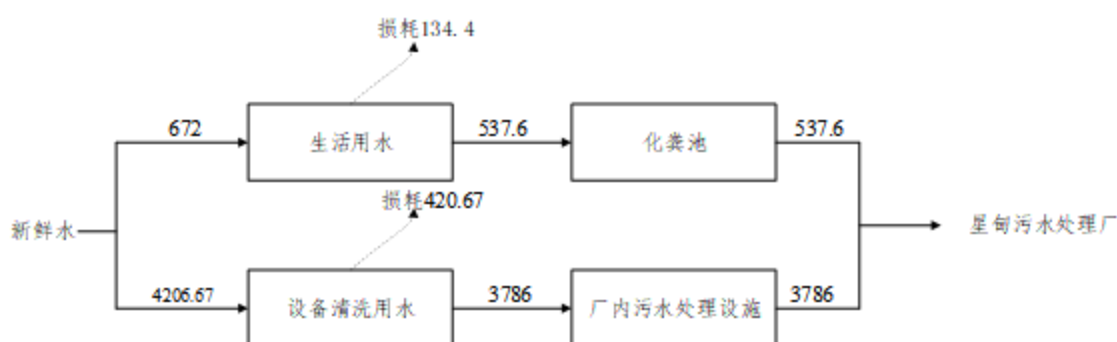 损耗134.4
672
生活用水
537.6
化粪池
537.6
损耗420.67
新鲜水
星甸污水处理厂
4206.67
设备清洗用水
3786
厂内污水处理设施
3786